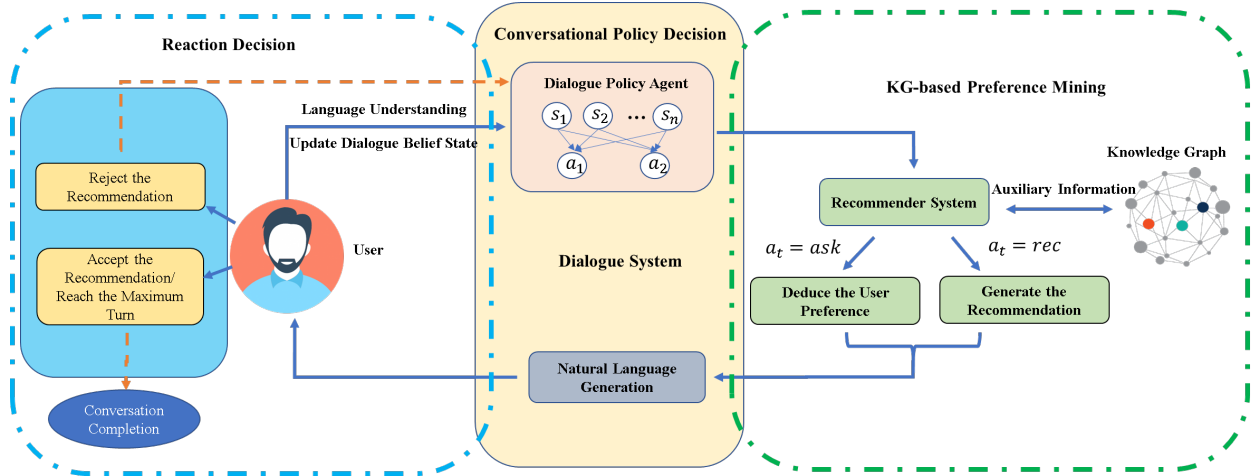 Reaction Decision
Reject the
Recommendation
Accept the
Recommendation/
Reach the Maximum
Turn
Conversation
Completion
User
Language Understanding
Update Dialogue Belief State
Conversational Policy Decision
Dialogue Policy Agent
s₁ s₂ ... sₙ
a₁ a₂
Dialogue System
Natural Language
Generation
KG-based Preference Mining
Knowledge Graph
Auxiliary Information
Recommender System
aₜ = ask
aₜ = rec
Deduce the User
Preference
Generate the
Recommendation